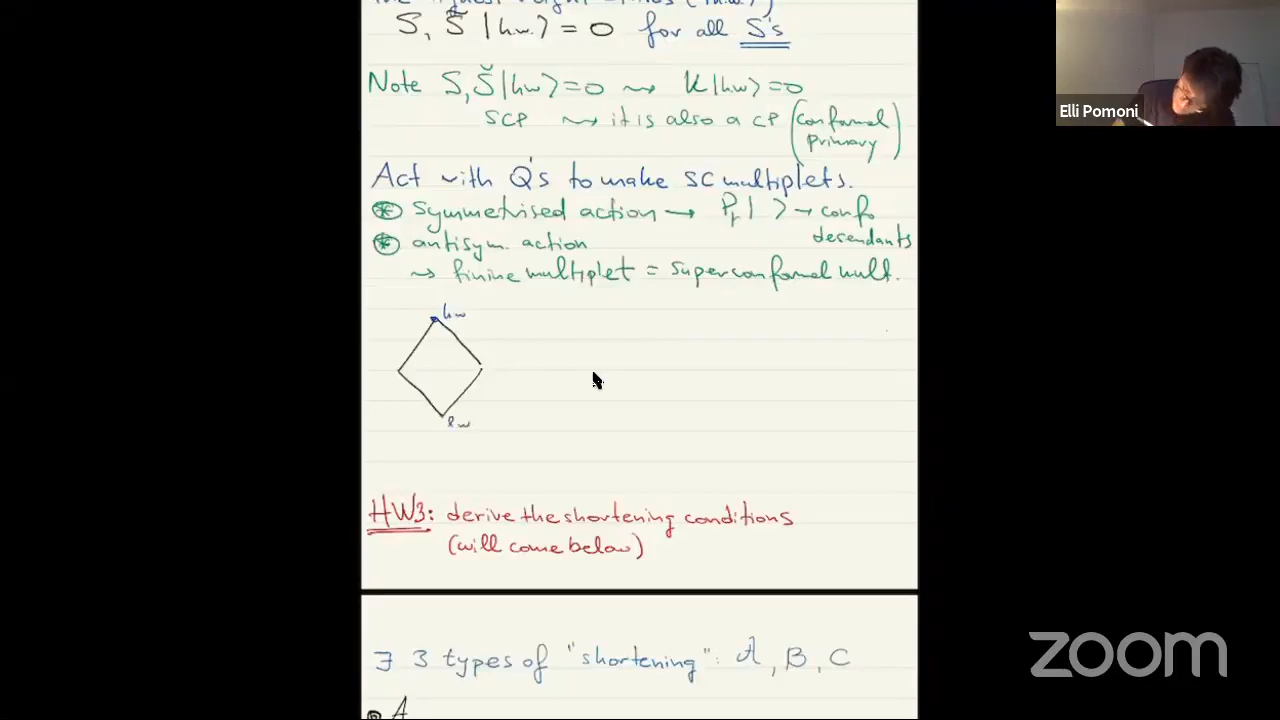 S, S̆ |h.w.⟩ = 0 for all S's
Note S, S̆ |hw⟩ = 0 ⇝ K|hw⟩ = 0
SCP ⇝ it is also a CP (conformal primary)
Act with Q's to make SC multiplets.
⊛ symmetrised action → Pμ| ⟩ → conf.
descendants
⊛ antisym. action
⇝ finine multiplet = superconformal mult.
hw
lw
HW3: derive the shortening conditions
(will come below)
∃ 3 types of "shortening": A, B, C
• A
Elli Pomoni
zoom